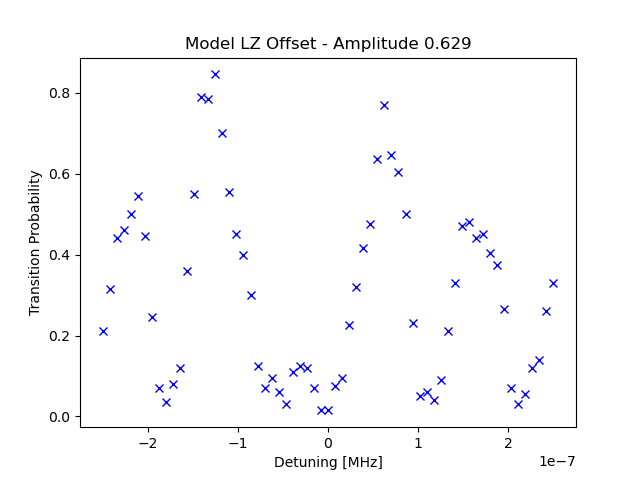 Model LZ Offset - Amplitude 0.629
Transition Probability
0.8
0.6
0.4
0.2
0.0
−2 −1 0 1 2
1e−7
Detuning [MHz]